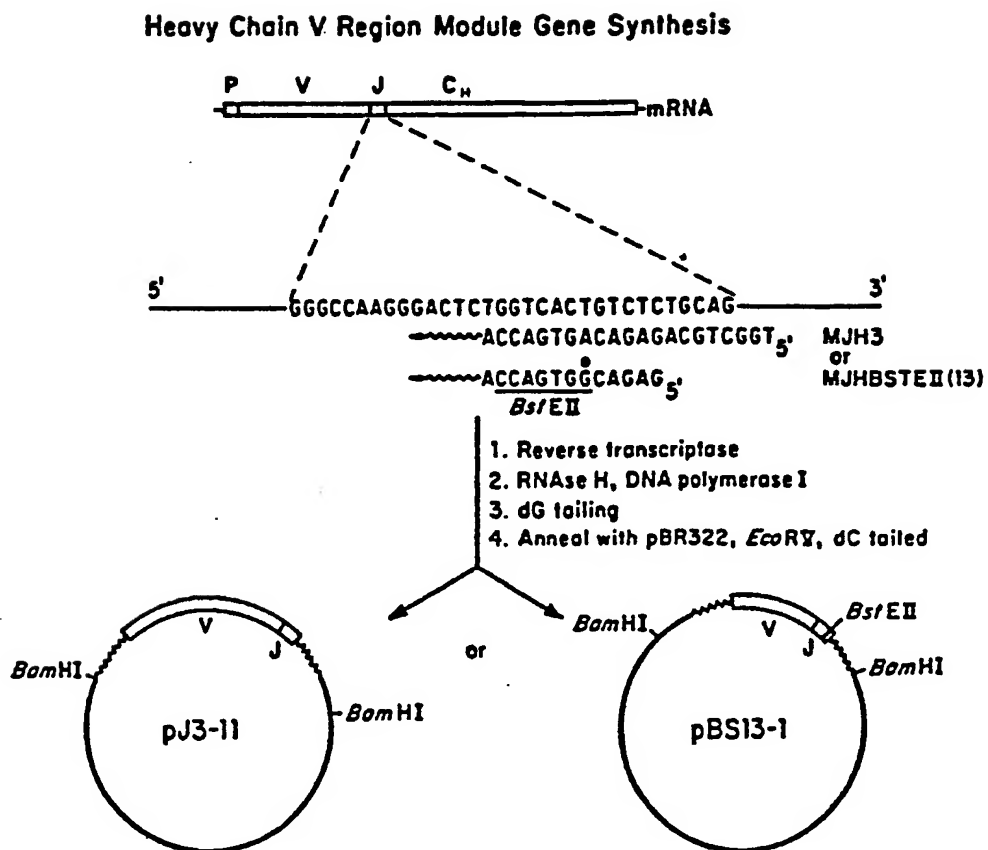 Heavy Chain V Region Module Gene Synthesis
P V J CH
mRNA
5' GGGCCAAGGGACTCTGGTCACTGTCTCTGCAG 3'
ACCAGTGACAGAGACGTCGGT5' MJH3
or
ACCAGTGGCAGAG5' MJHBSTEII(13)
BstEII
1. Reverse transcriptase
2. RNAse H, DNA polymerase I
3. dG tailing
4. Anneal with pBR322, EcoRV, dC tailed
BamHI V J BamHI
pJ3-11
or
BamHI V J BstEII BamHI
pBS13-1